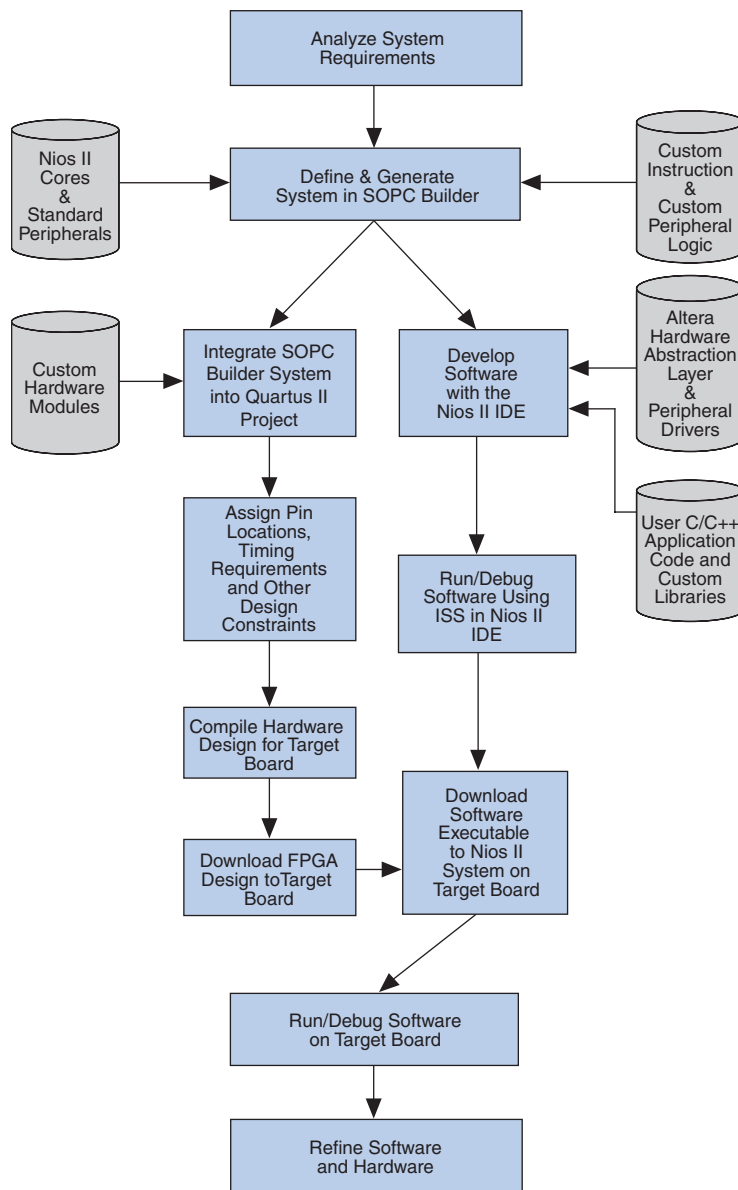 Analyze System
Requirements
Nios II
Cores
&
Standard
Peripherals
Define & Generate
System in SOPC Builder
Custom
Instruction
&
Custom
Peripheral
Logic
Custom
Hardware
Modules
Integrate SOPC
Builder System
into Quartus II
Project
Develop
Software
with the
Nios II IDE
Altera
Hardware
Abstraction
Layer
&
Peripheral
Drivers
Assign Pin
Locations,
Timing
Requirements
and Other
Design
Constraints
Run/Debug
Software Using
ISS in Nios II
IDE
User C/C++
Application
Code and
Custom
Libraries
Compile Hardware
Design for Target
Board
Download FPGA
Design toTarget
Board
Download
Software
Executable
to Nios II
System on
Target Board
Run/Debug Software
on Target Board
Refine Software
and Hardware